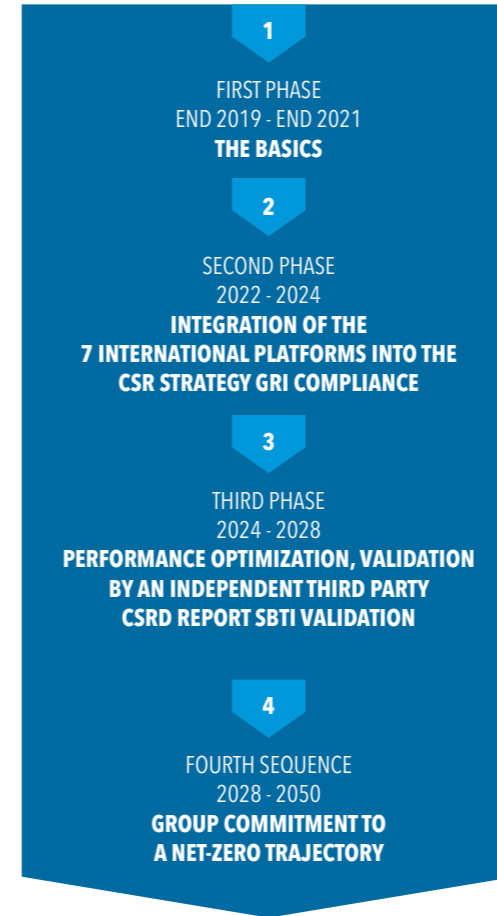 1
FIRST PHASE
END 2019 - END 2021
THE BASICS
2
SECOND PHASE
2022 - 2024
INTEGRATION OF THE
7 INTERNATIONAL PLATFORMS INTO THE
CSR STRATEGY GRI COMPLIANCE
3
THIRD PHASE
2024 - 2028
PERFORMANCE OPTIMIZATION, VALIDATION
BY AN INDEPENDENT THIRD PARTY
CSRD REPORT SBTI VALIDATION
4
FOURTH SEQUENCE
2028 - 2050
GROUP COMMITMENT TO
A NET-ZERO TRAJECTORY